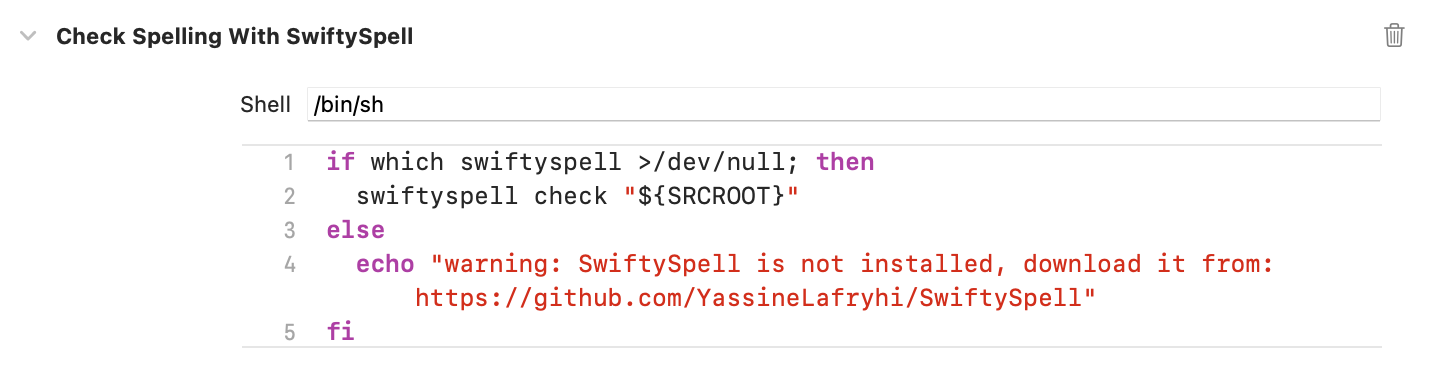 Check Spelling With SwiftySpell
Shell /bin/sh
1 if which swiftyspell >/dev/null; then
2 swiftyspell check "${SRCROOT}"
3 else
4 echo "warning: SwiftySpell is not installed, download it from:
https://github.com/YassineLafryhi/SwiftySpell"
5 fi